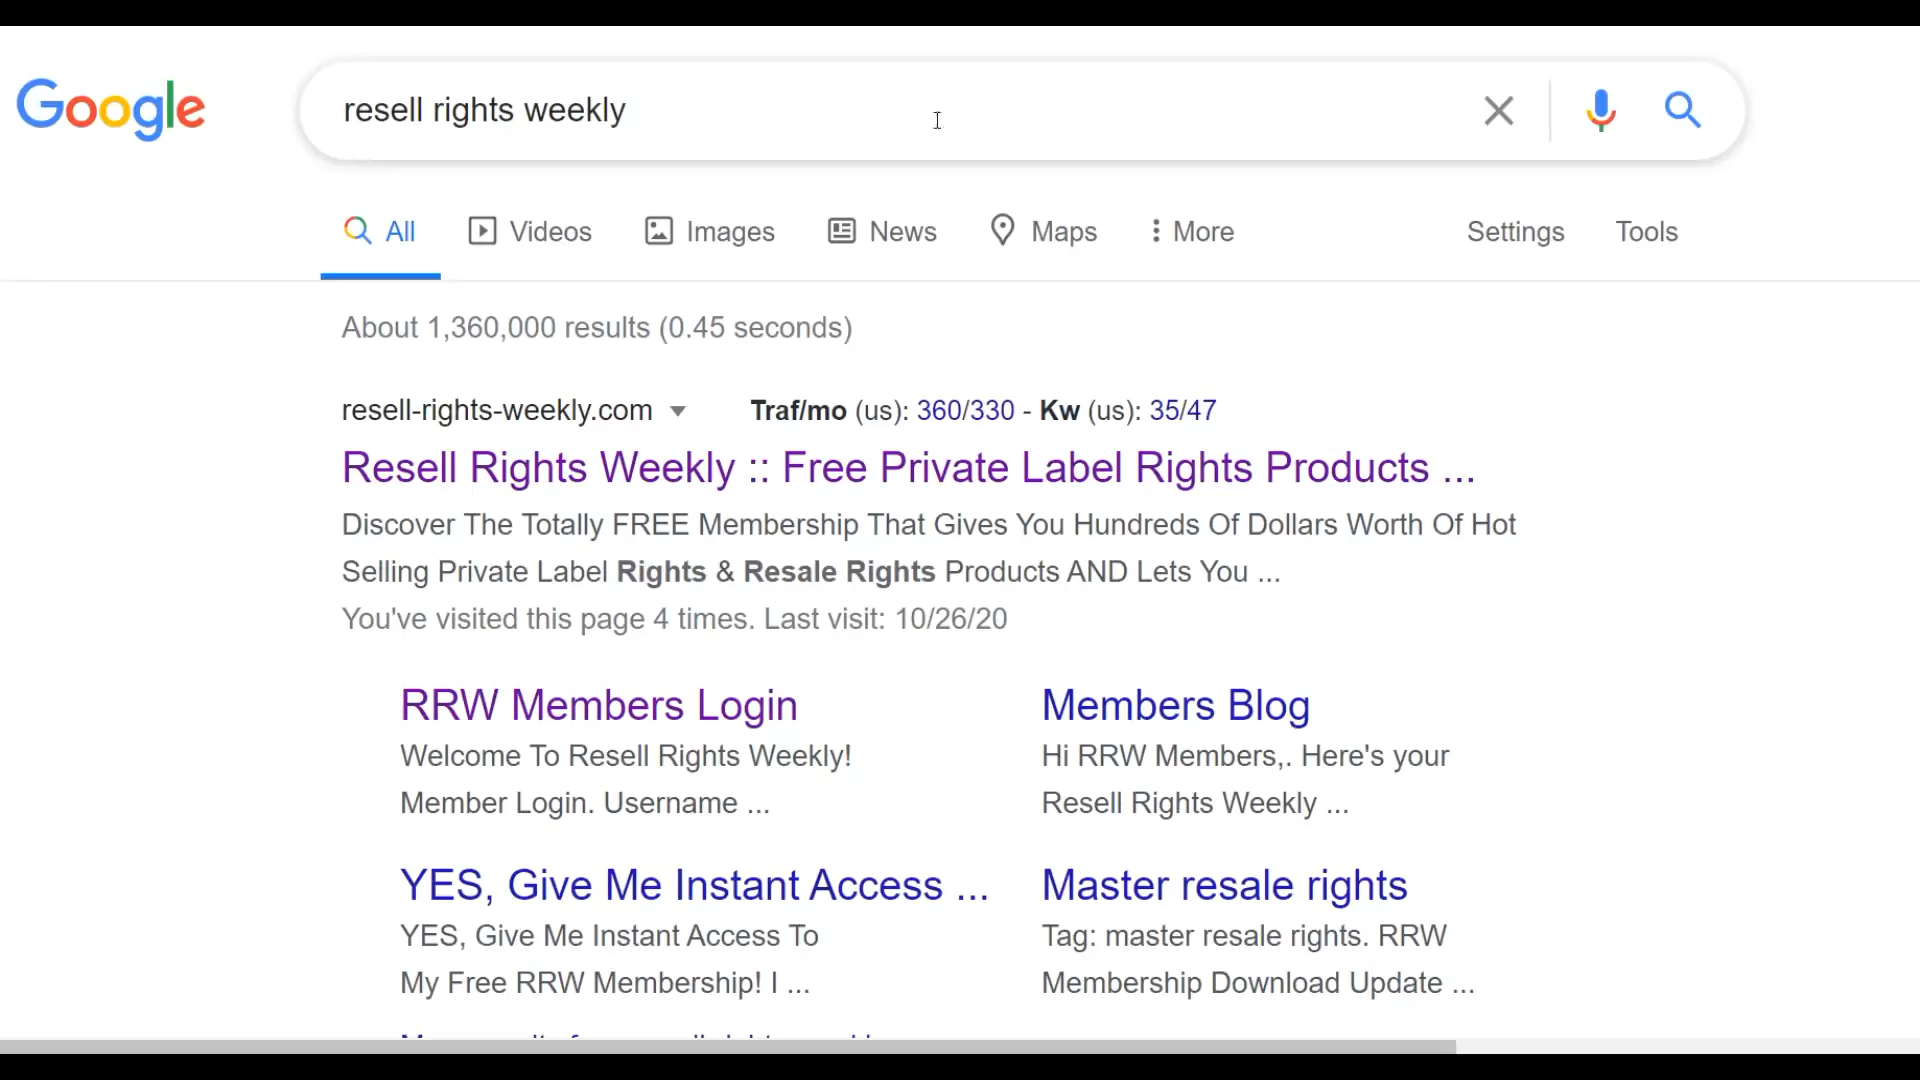 Google
resell rights weekly
All Videos Images News Maps More Settings Tools
About 1,360,000 results (0.45 seconds)
resell-rights-weekly.com Traf/mo (us): 360/330 - Kw (us): 35/47
Resell Rights Weekly :: Free Private Label Rights Products ...
Discover The Totally FREE Membership That Gives You Hundreds Of Dollars Worth Of Hot
Selling Private Label Rights & Resale Rights Products AND Lets You ...
You've visited this page 4 times. Last visit: 10/26/20
RRW Members Login
Welcome To Resell Rights Weekly!
Member Login. Username ...
Members Blog
Hi RRW Members,. Here's your
Resell Rights Weekly ...
YES, Give Me Instant Access ...
YES, Give Me Instant Access To
My Free RRW Membership! I ...
Master resale rights
Tag: master resale rights. RRW
Membership Download Update ...